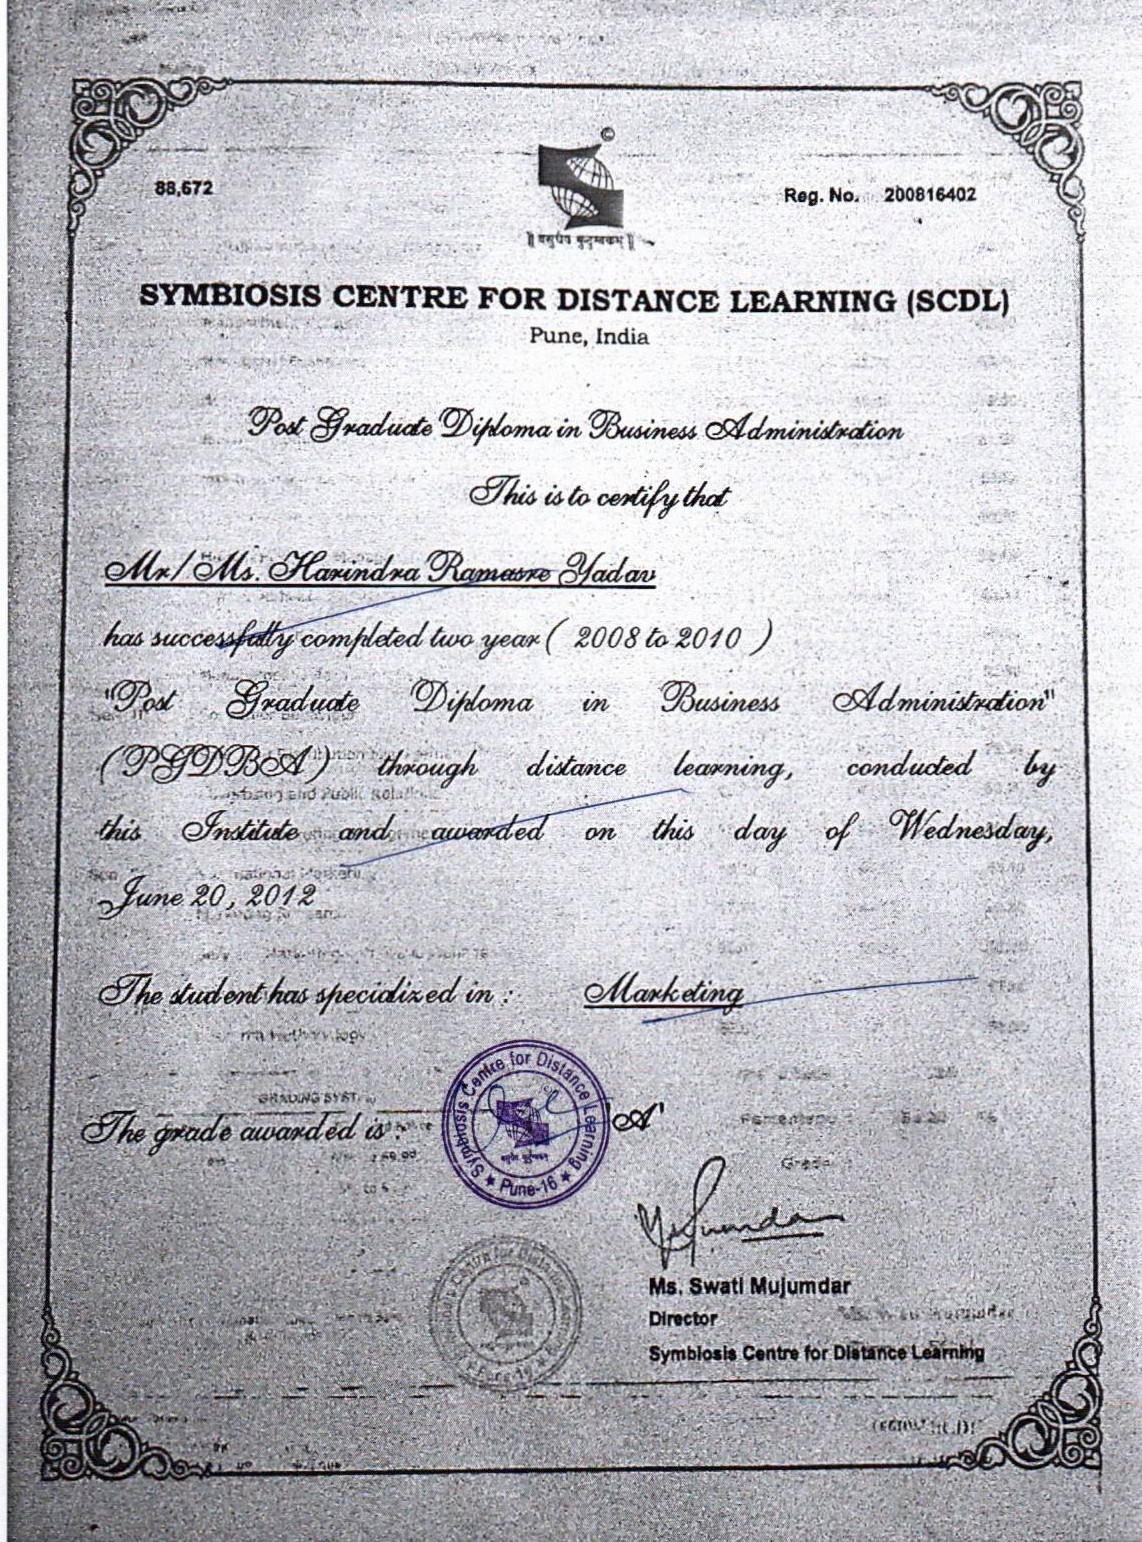 88,672
Reg. No. 200816402
©
॥ वसुधैव कुटुम्बकम् ॥
SYMBIOSIS CENTRE FOR DISTANCE LEARNING (SCDL)
Pune, India
Post Graduate Diploma in Business Administration
This is to certify that
Mr/Ms. Harindra Ramasre Yadav
has successfully completed two year ( 2008 to 2010 )
"Post Graduate Diploma in Business Administration"
(PGDBA) through distance learning, conducted by
this Institute and awarded on this day of Wednesday,
June 20, 2012
The student has specialized in : Marketing
The grade awarded is : 'A'
Symbiosis Centre for Distance Learning
Pune-16
Ms. Swati Mujumdar
Director
Symbiosis Centre for Distance Learning